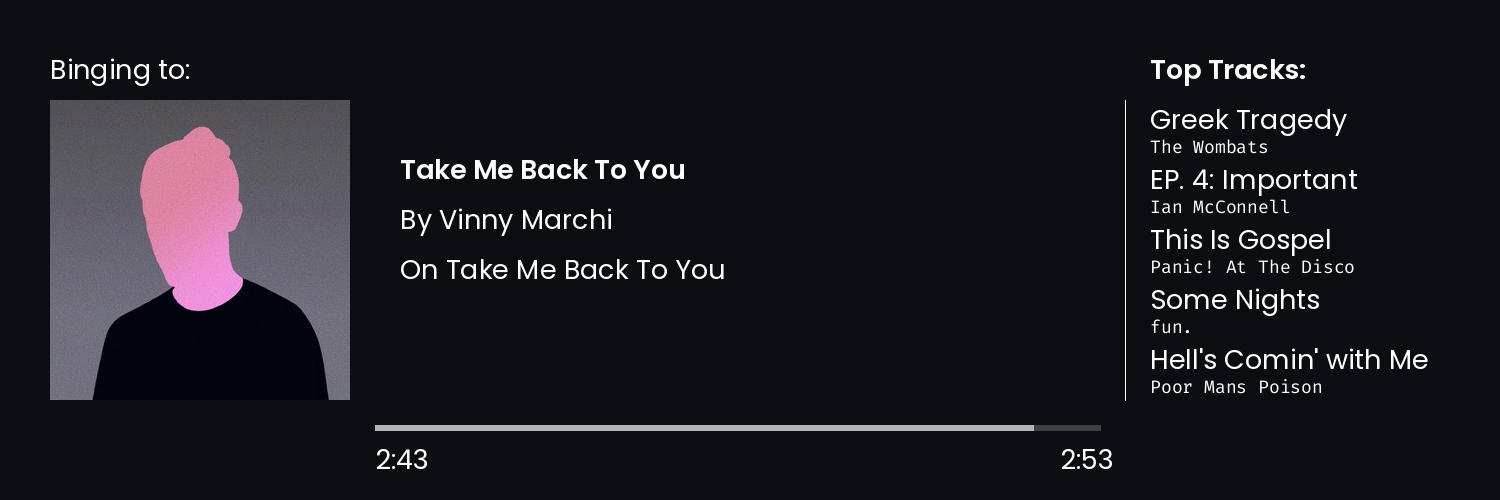 Binging to:
Take Me Back To You
By Vinny Marchi
On Take Me Back To You
2:43
2:53
Top Tracks:
Greek Tragedy
The Wombats
EP. 4: Important
Ian McConnell
This Is Gospel
Panic! At The Disco
Some Nights
fun.
Hell's Comin' with Me
Poor Mans Poison